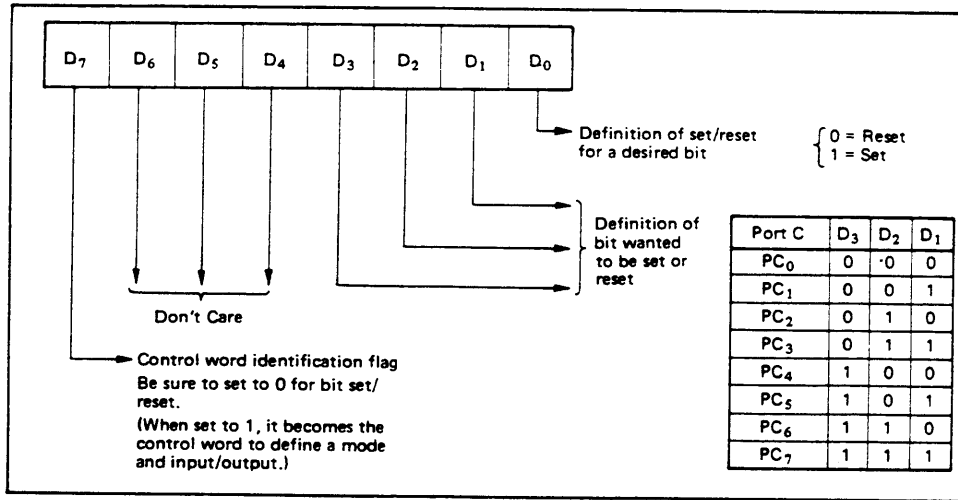 D7 D6 D5 D4 D3 D2 D1 D0
Definition of set/reset
for a desired bit
0 = Reset
1 = Set
Definition of
bit wanted
to be set or
reset
Don't Care
Control word identification flag
Be sure to set to 0 for bit set/
reset.
(When set to 1, it becomes the
control word to define a mode
and input/output.)
Port C D3 D2 D1
PC0 0 0 0
PC1 0 0 1
PC2 0 1 0
PC3 0 1 1
PC4 1 0 0
PC5 1 0 1
PC6 1 1 0
PC7 1 1 1